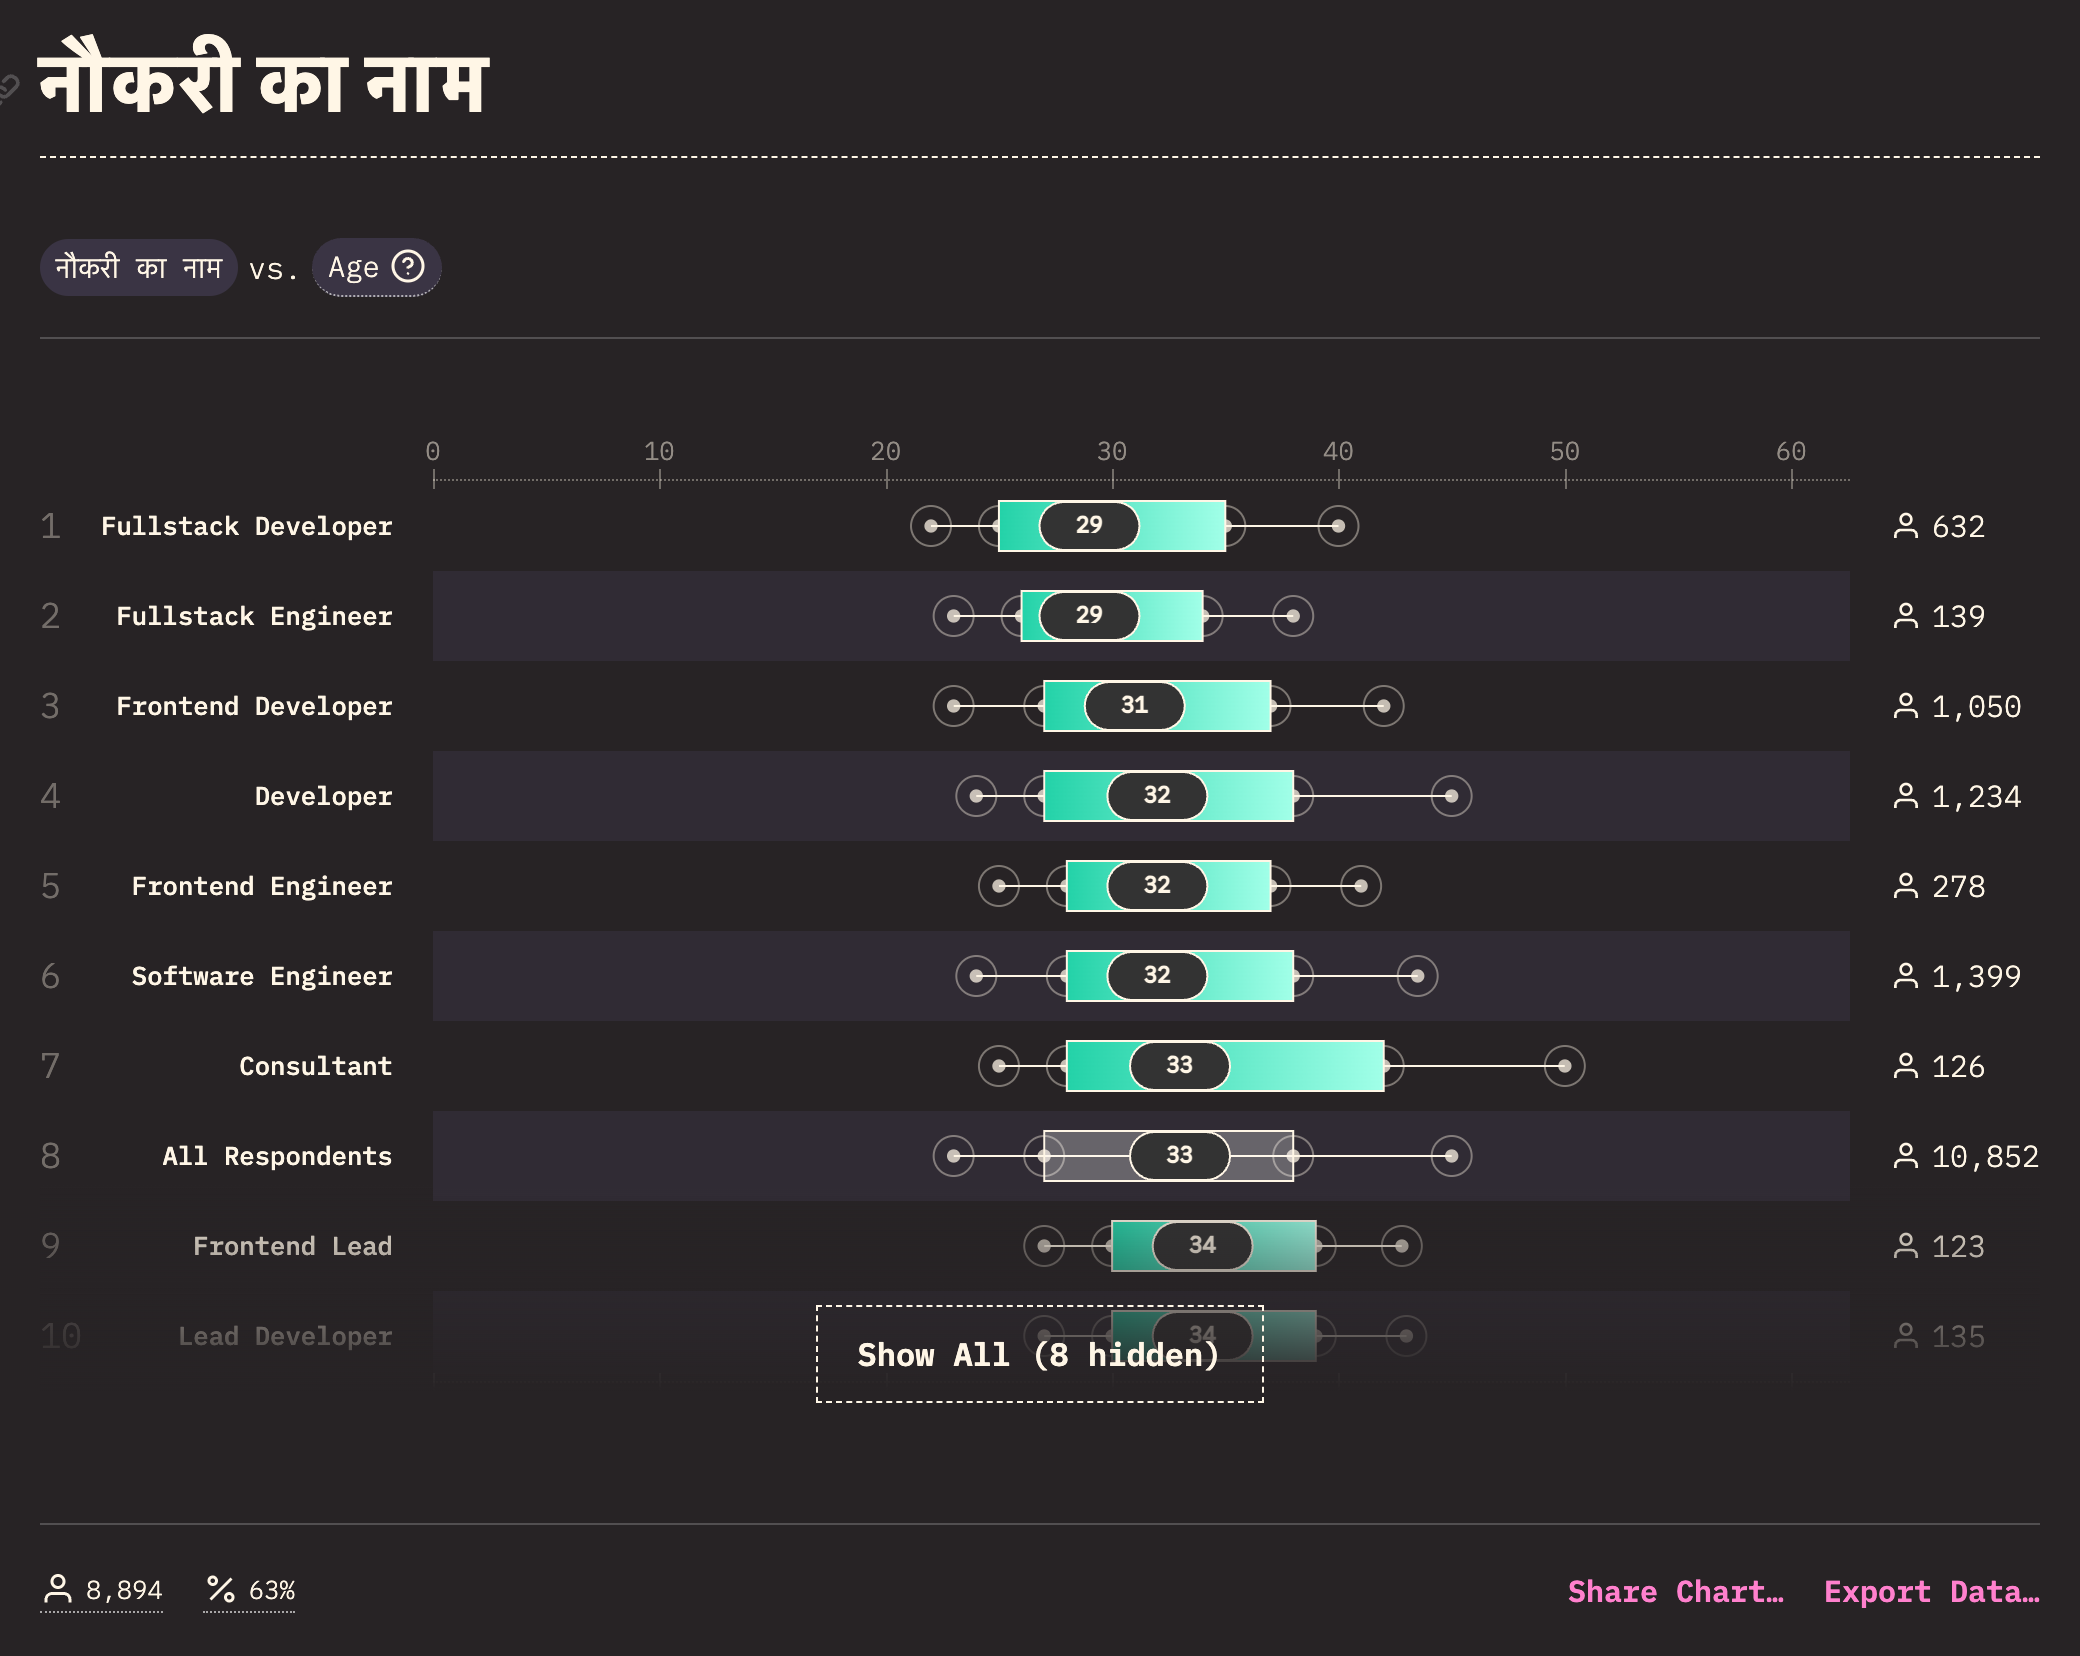 नौकरी का नाम
नौकरी का नाम vs. Age ?
0 10 20 30 40 50 60
1 Fullstack Developer 29 632
2 Fullstack Engineer 29 139
3 Frontend Developer 31 1,050
4 Developer 32 1,234
5 Frontend Engineer 32 278
6 Software Engineer 32 1,399
7 Consultant 33 126
8 All Respondents 33 10,852
9 Frontend Lead 34 123
10 Lead Developer 34 135
Show All (8 hidden)
8,894 % 63% Share Chart… Export Data…